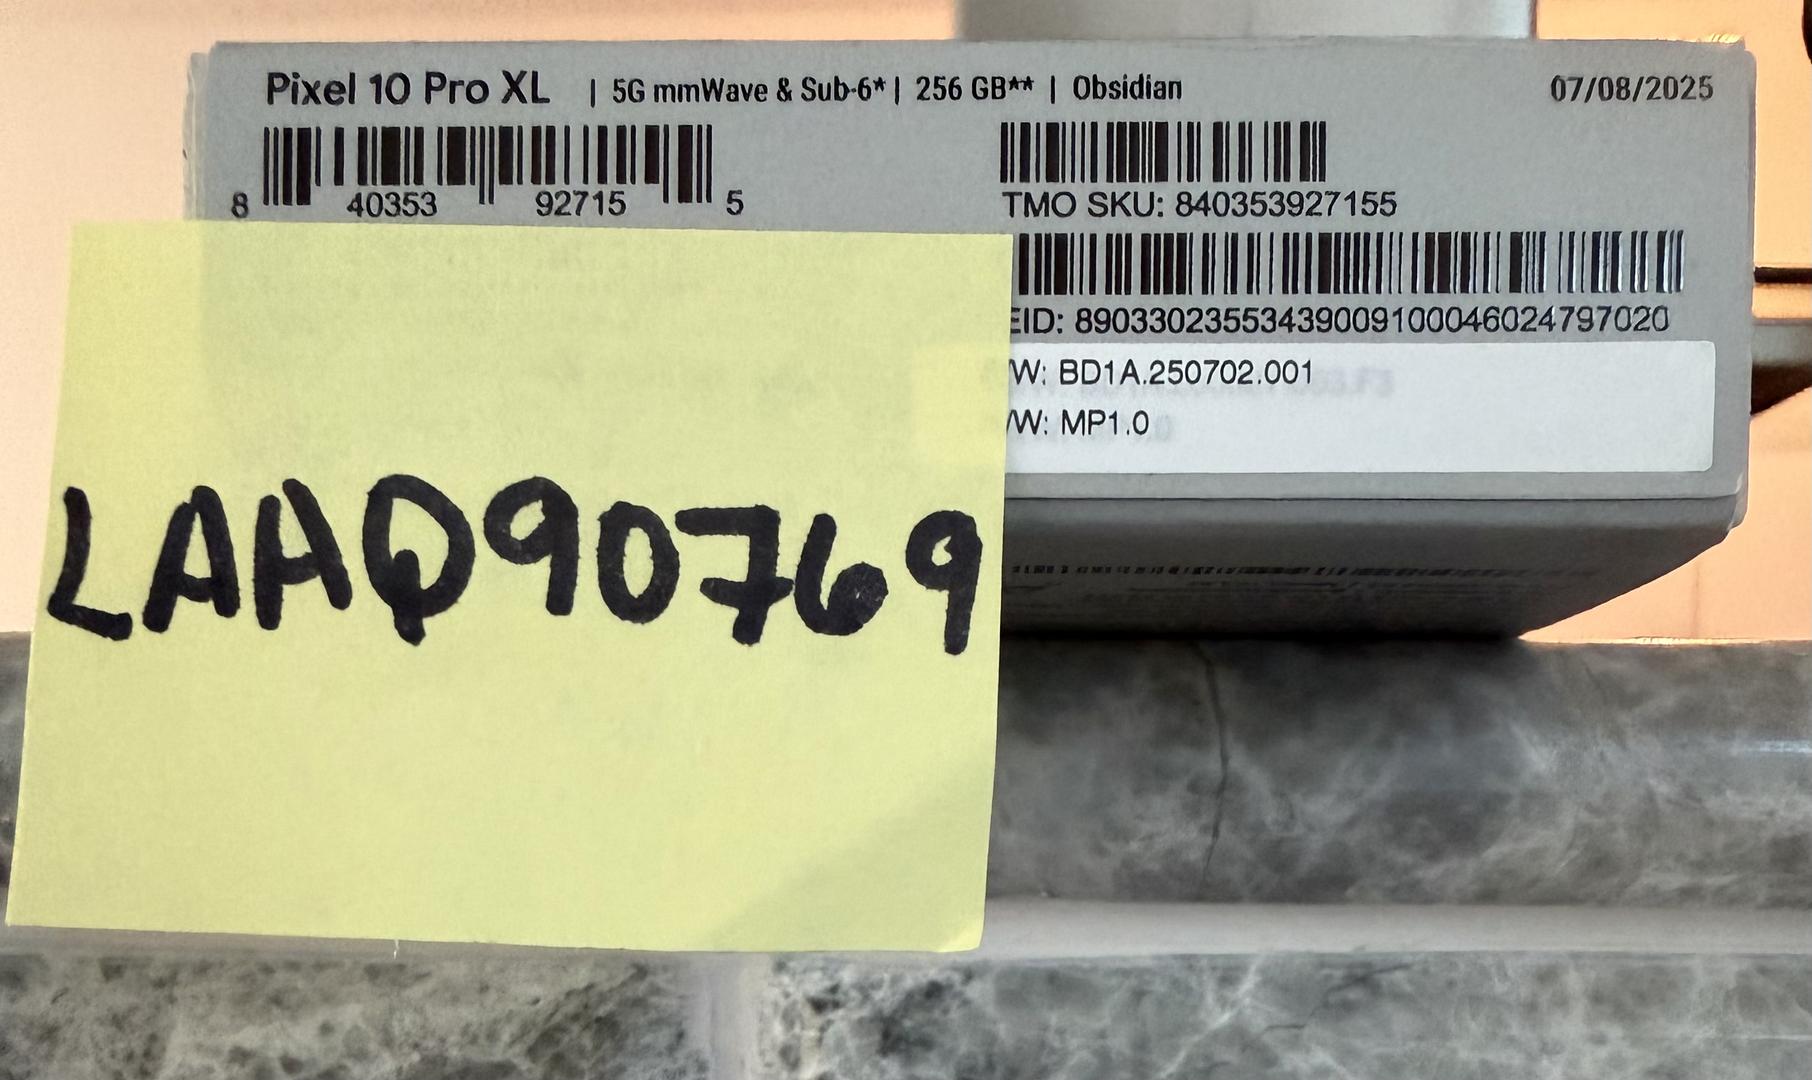 Pixel 10 Pro XL | 5G mmWave & Sub-6* | 256 GB** | Obsidian 07/08/2025
8 40353 92715 5
TMO SKU: 840353927155
EID: 89033023553439009100046024797020
/W: BD1A.250702.001
/W: MP1.0
LAAQ90769